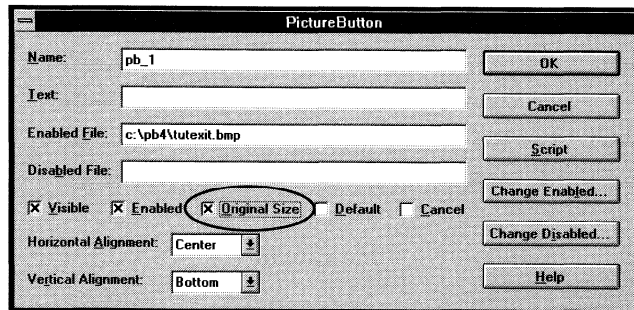 PictureButton
Name: pb_1
OK
Text:
Cancel
Enabled File: c:\pb4\tutexit.bmp
Script
Disabled File:
Change Enabled...
Visible Enabled Original Size Default Cancel
Change Disabled...
Horizontal Alignment: Center
Vertical Alignment: Bottom
Help